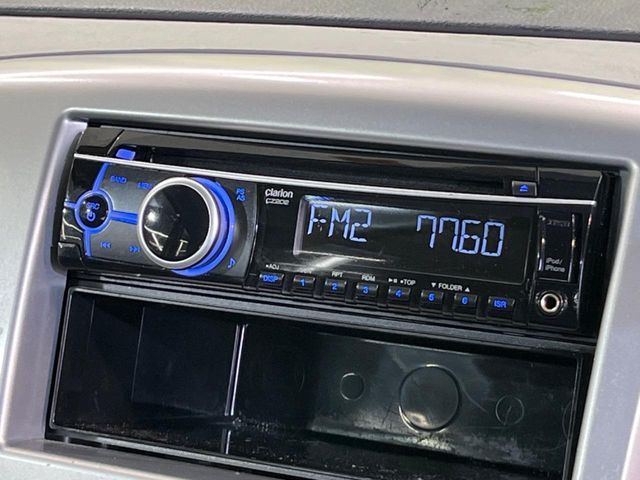 BAND
PS
AS
SRC
clarion
CZ202
FM2 77.60
iPod/
iPhone
ADJ
RPT
RDM
TOP
FOLDER
DISP
1
2
3
4
5
6
ISR